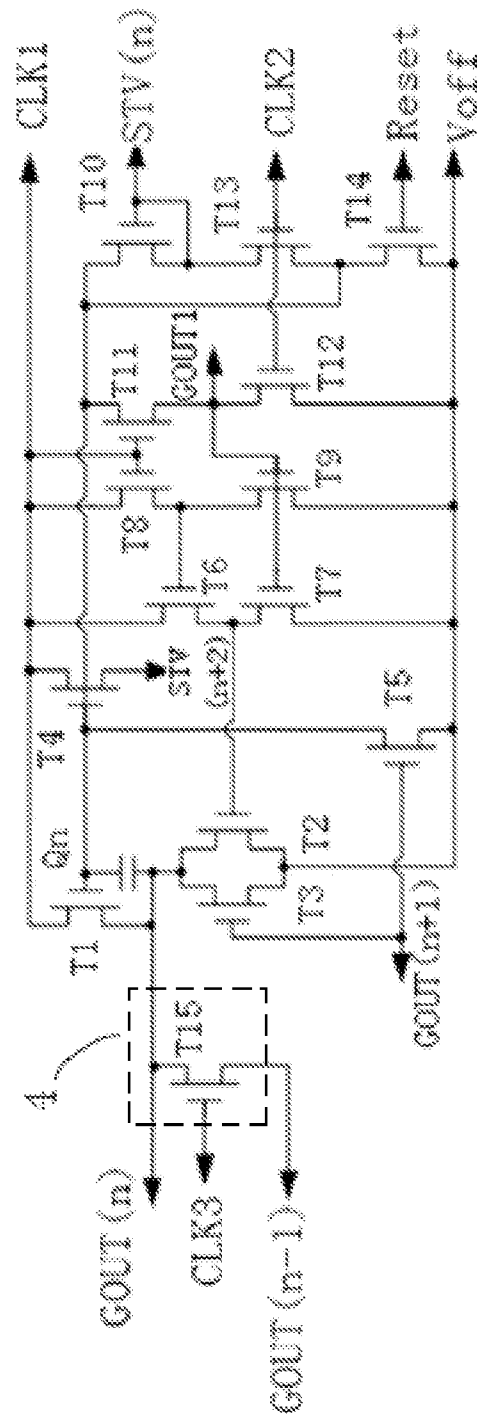 CLK1
STV(n)
CLK2
Reset
Voff
T10
T13
T14
T11
GOUT1
T12
T8
T9
T6
T7
T4
STV
(n+2)
T5
Qn
T1
T2
T3
GOUT(n+1)
4
T15
GOUT(n)
CLK3
GOUT(n-1)